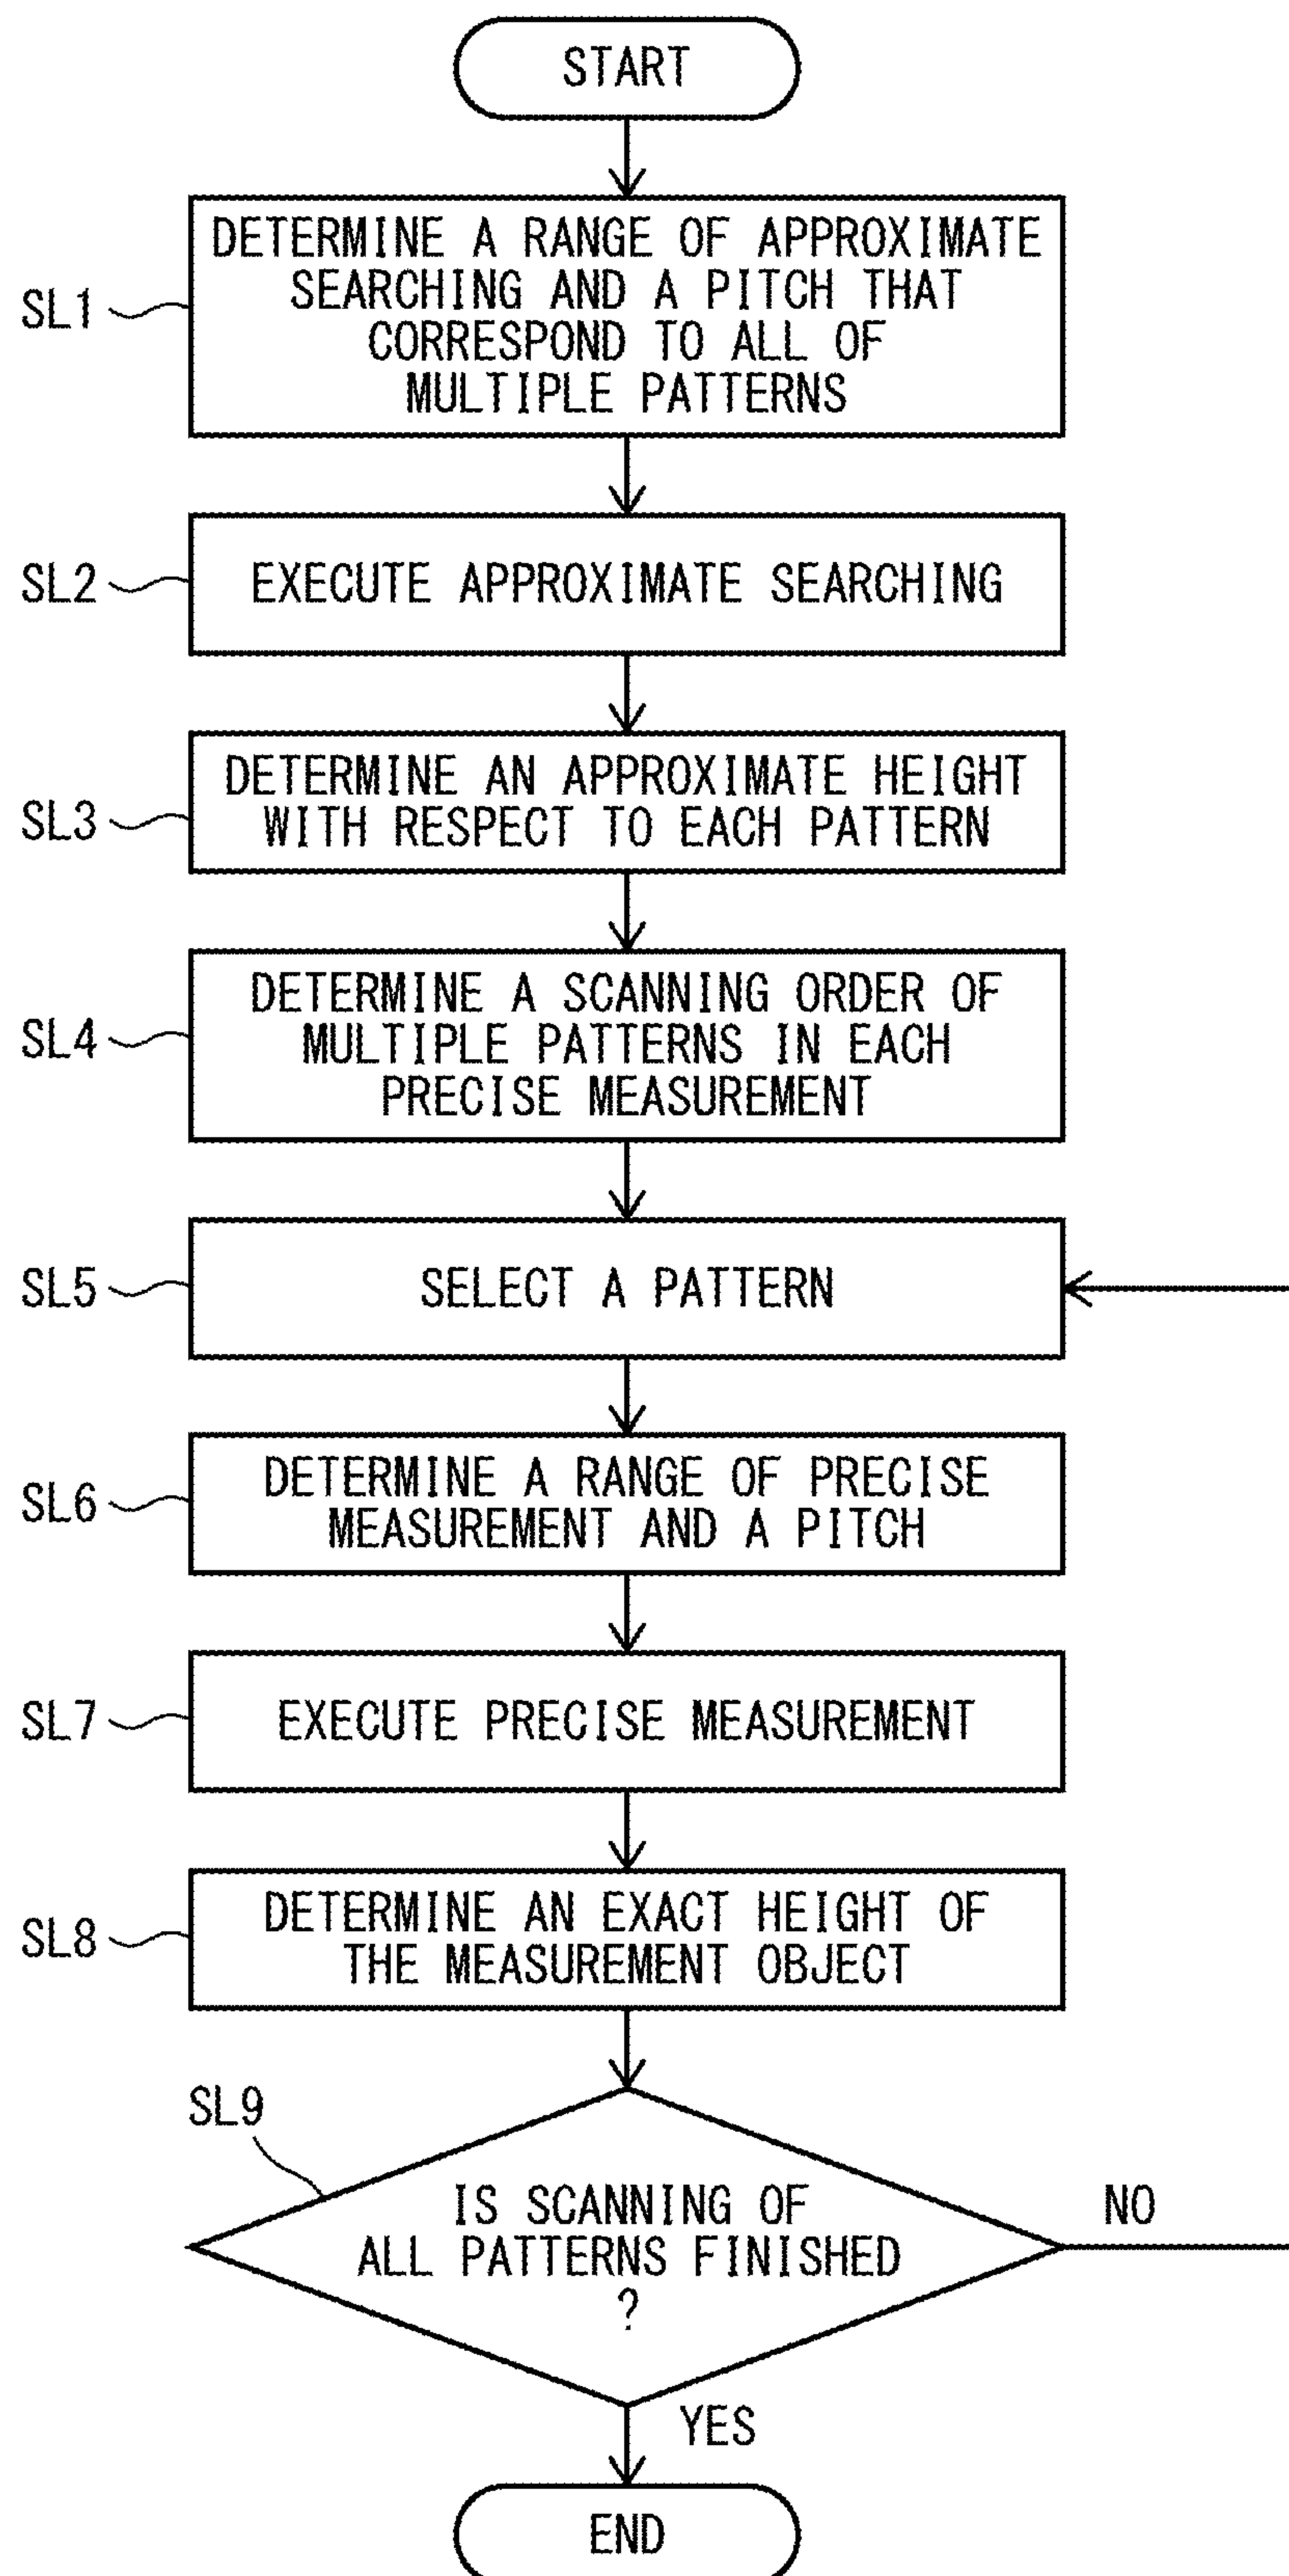 START
SL1
DETERMINE A RANGE OF APPROXIMATE
SEARCHING AND A PITCH THAT
CORRESPOND TO ALL OF
MULTIPLE PATTERNS
SL2
EXECUTE APPROXIMATE SEARCHING
SL3
DETERMINE AN APPROXIMATE HEIGHT
WITH RESPECT TO EACH PATTERN
SL4
DETERMINE A SCANNING ORDER OF
MULTIPLE PATTERNS IN EACH
PRECISE MEASUREMENT
SL5
SELECT A PATTERN
SL6
DETERMINE A RANGE OF PRECISE
MEASUREMENT AND A PITCH
SL7
EXECUTE PRECISE MEASUREMENT
SL8
DETERMINE AN EXACT HEIGHT OF
THE MEASUREMENT OBJECT
SL9
IS SCANNING OF
ALL PATTERNS FINISHED
?
NO
YES
END